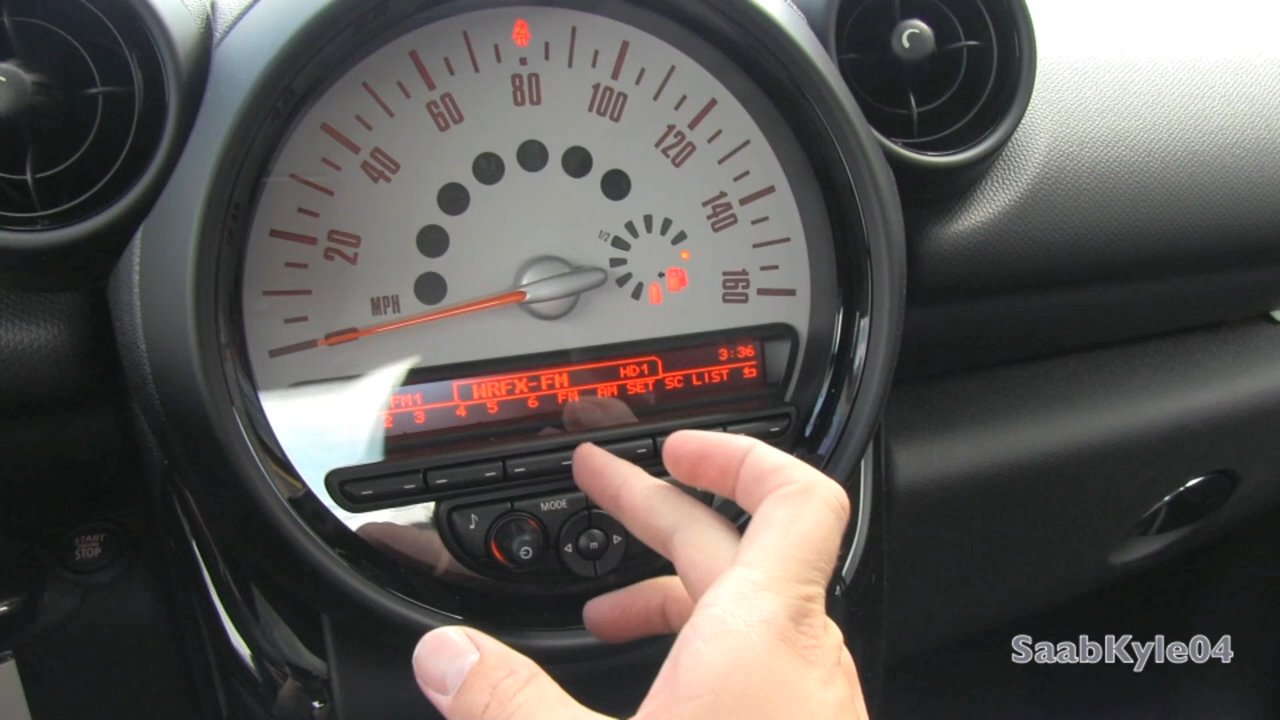 20
40
60
80
100
120
140
160
MPH
1/2
3:36
FM1 WRFX-FM HD1
2 3 4 5 6 FM AM SET SC LIST
MODE
m
START
STOP
SaabKyle04